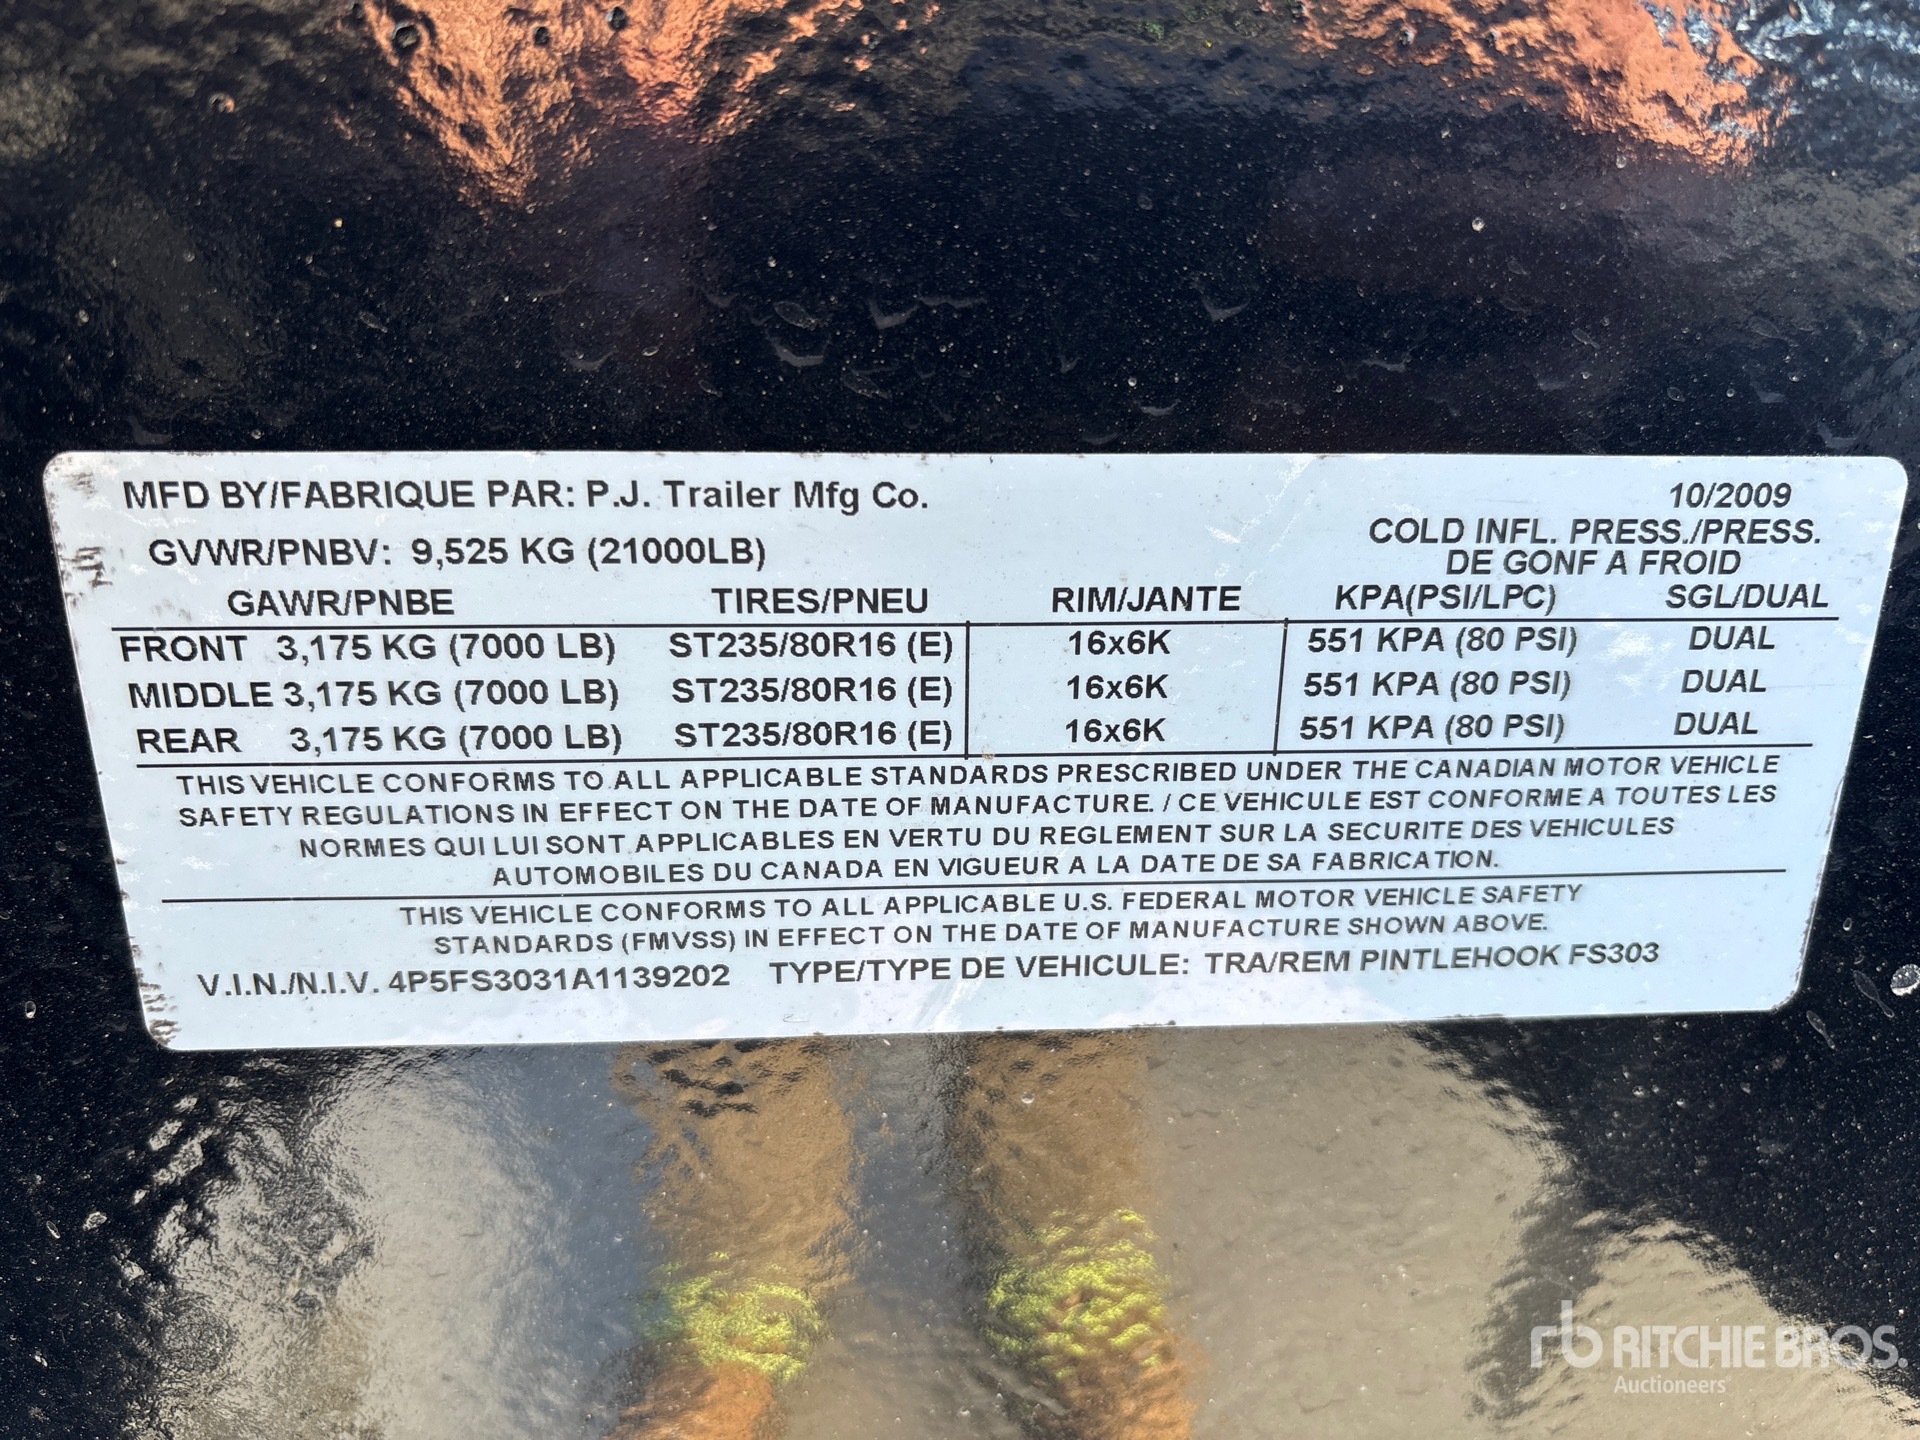 MFD BY/FABRIQUE PAR: P.J. Trailer Mfg Co. 10/2009
GVWR/PNBV: 9,525 KG (21000LB) COLD INFL. PRESS./PRESS.
DE GONF A FROID
GAWR/PNBE TIRES/PNEU RIM/JANTE KPA(PSI/LPC) SGL/DUAL
FRONT 3,175 KG (7000 LB) ST235/80R16 (E) 16x6K 551 KPA (80 PSI) DUAL
MIDDLE 3,175 KG (7000 LB) ST235/80R16 (E) 16x6K 551 KPA (80 PSI) DUAL
REAR 3,175 KG (7000 LB) ST235/80R16 (E) 16x6K 551 KPA (80 PSI) DUAL
THIS VEHICLE CONFORMS TO ALL APPLICABLE STANDARDS PRESCRIBED UNDER THE CANADIAN MOTOR VEHICLE
SAFETY REGULATIONS IN EFFECT ON THE DATE OF MANUFACTURE. / CE VEHICULE EST CONFORME A TOUTES LES
NORMES QUI LUI SONT APPLICABLES EN VERTU DU REGLEMENT SUR LA SECURITE DES VEHICULES
AUTOMOBILES DU CANADA EN VIGUEUR A LA DATE DE SA FABRICATION.
THIS VEHICLE CONFORMS TO ALL APPLICABLE U.S. FEDERAL MOTOR VEHICLE SAFETY
STANDARDS (FMVSS) IN EFFECT ON THE DATE OF MANUFACTURE SHOWN ABOVE.
V.I.N./N.I.V. 4P5FS3031A1139202 TYPE/TYPE DE VEHICULE: TRA/REM PINTLEHOOK FS303
rb RITCHIE BROS.
Auctioneers